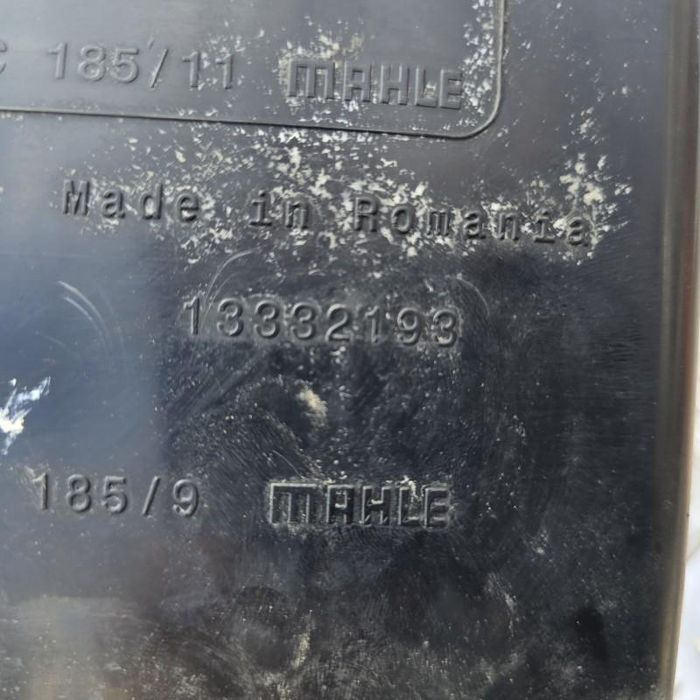 C 185/11 MAHLE
Made in Romania
13332193
185/9 MAHLE